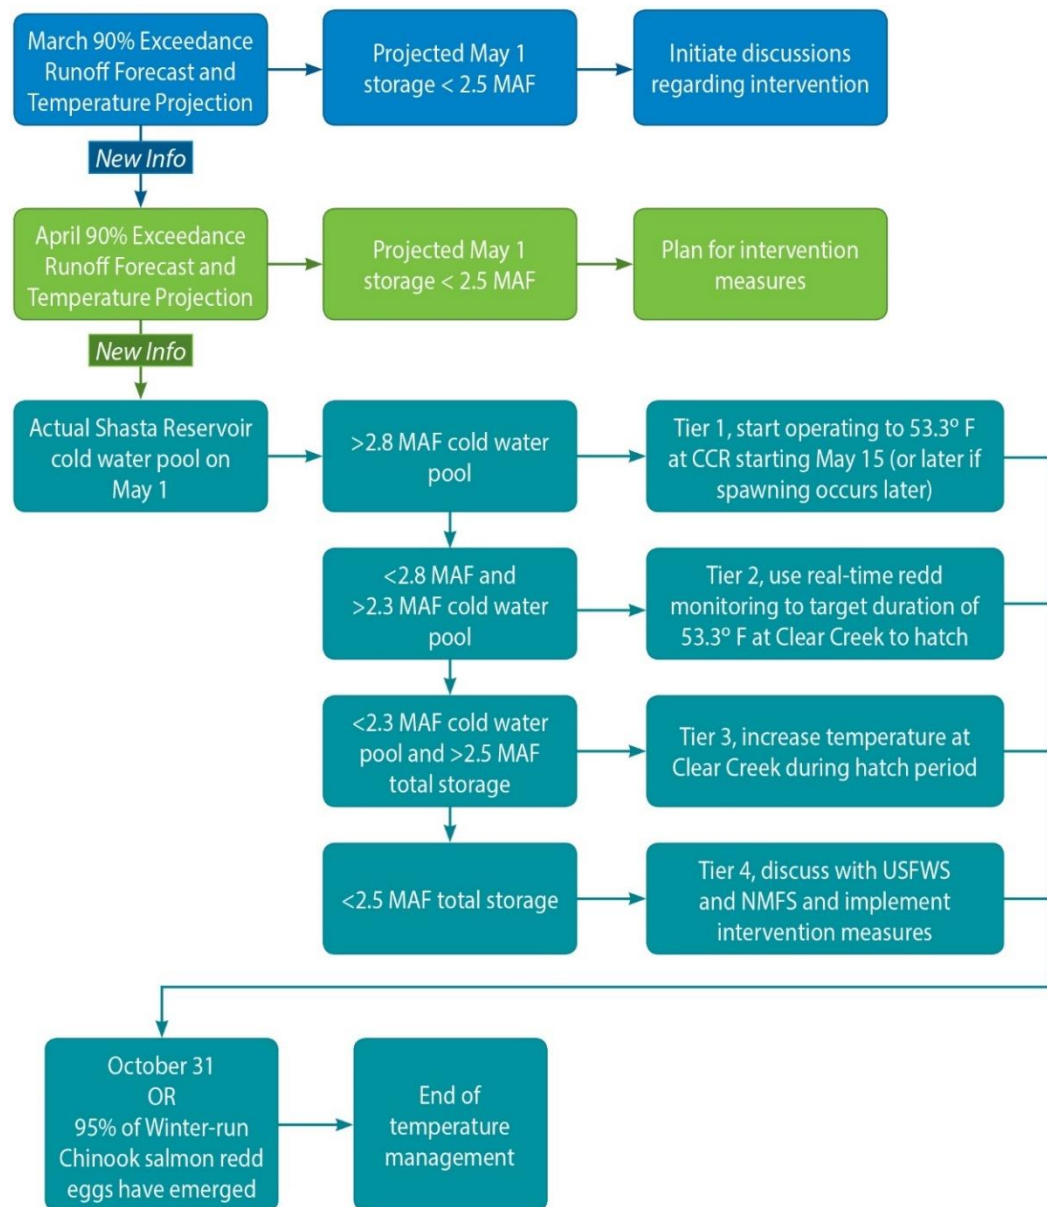 March 90% Exceedance
Runoff Forecast and
Temperature Projection
Projected May 1
storage < 2.5 MAF
Initiate discussions
regarding intervention
New Info
April 90% Exceedance
Runoff Forecast and
Temperature Projection
Projected May 1
storage < 2.5 MAF
Plan for intervention
measures
New Info
Actual Shasta Reservoir
cold water pool on
May 1
>2.8 MAF cold water
pool
Tier 1, start operating to 53.3º F
at CCR starting May 15 (or later if
spawning occurs later)
<2.8 MAF and
>2.3 MAF cold water
pool
Tier 2, use real-time redd
monitoring to target duration of
53.3º F at Clear Creek to hatch
<2.3 MAF cold water
pool and >2.5 MAF
total storage
Tier 3, increase temperature at
Clear Creek during hatch period
<2.5 MAF total storage
Tier 4, discuss with USFWS
and NMFS and implement
intervention measures
October 31
OR
95% of Winter-run
Chinook salmon redd
eggs have emerged
End of
temperature
management